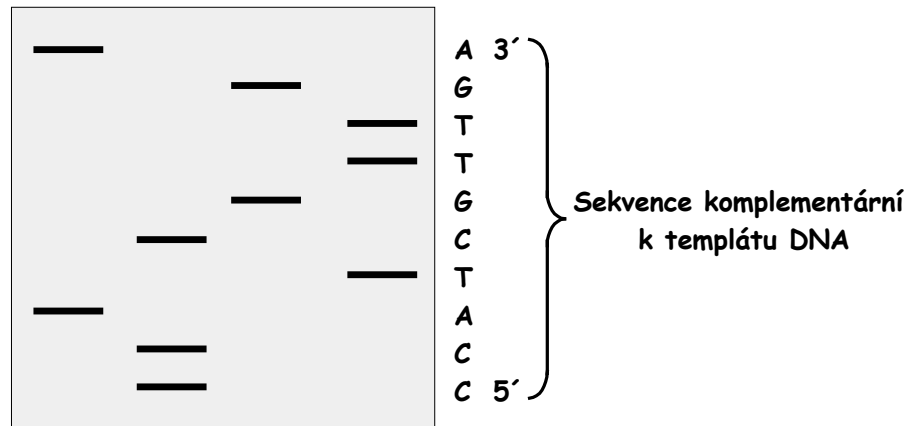 A 3´
G
T
T
G
C
T
A
C
C 5´
Sekvence komplementární
k templátu DNA